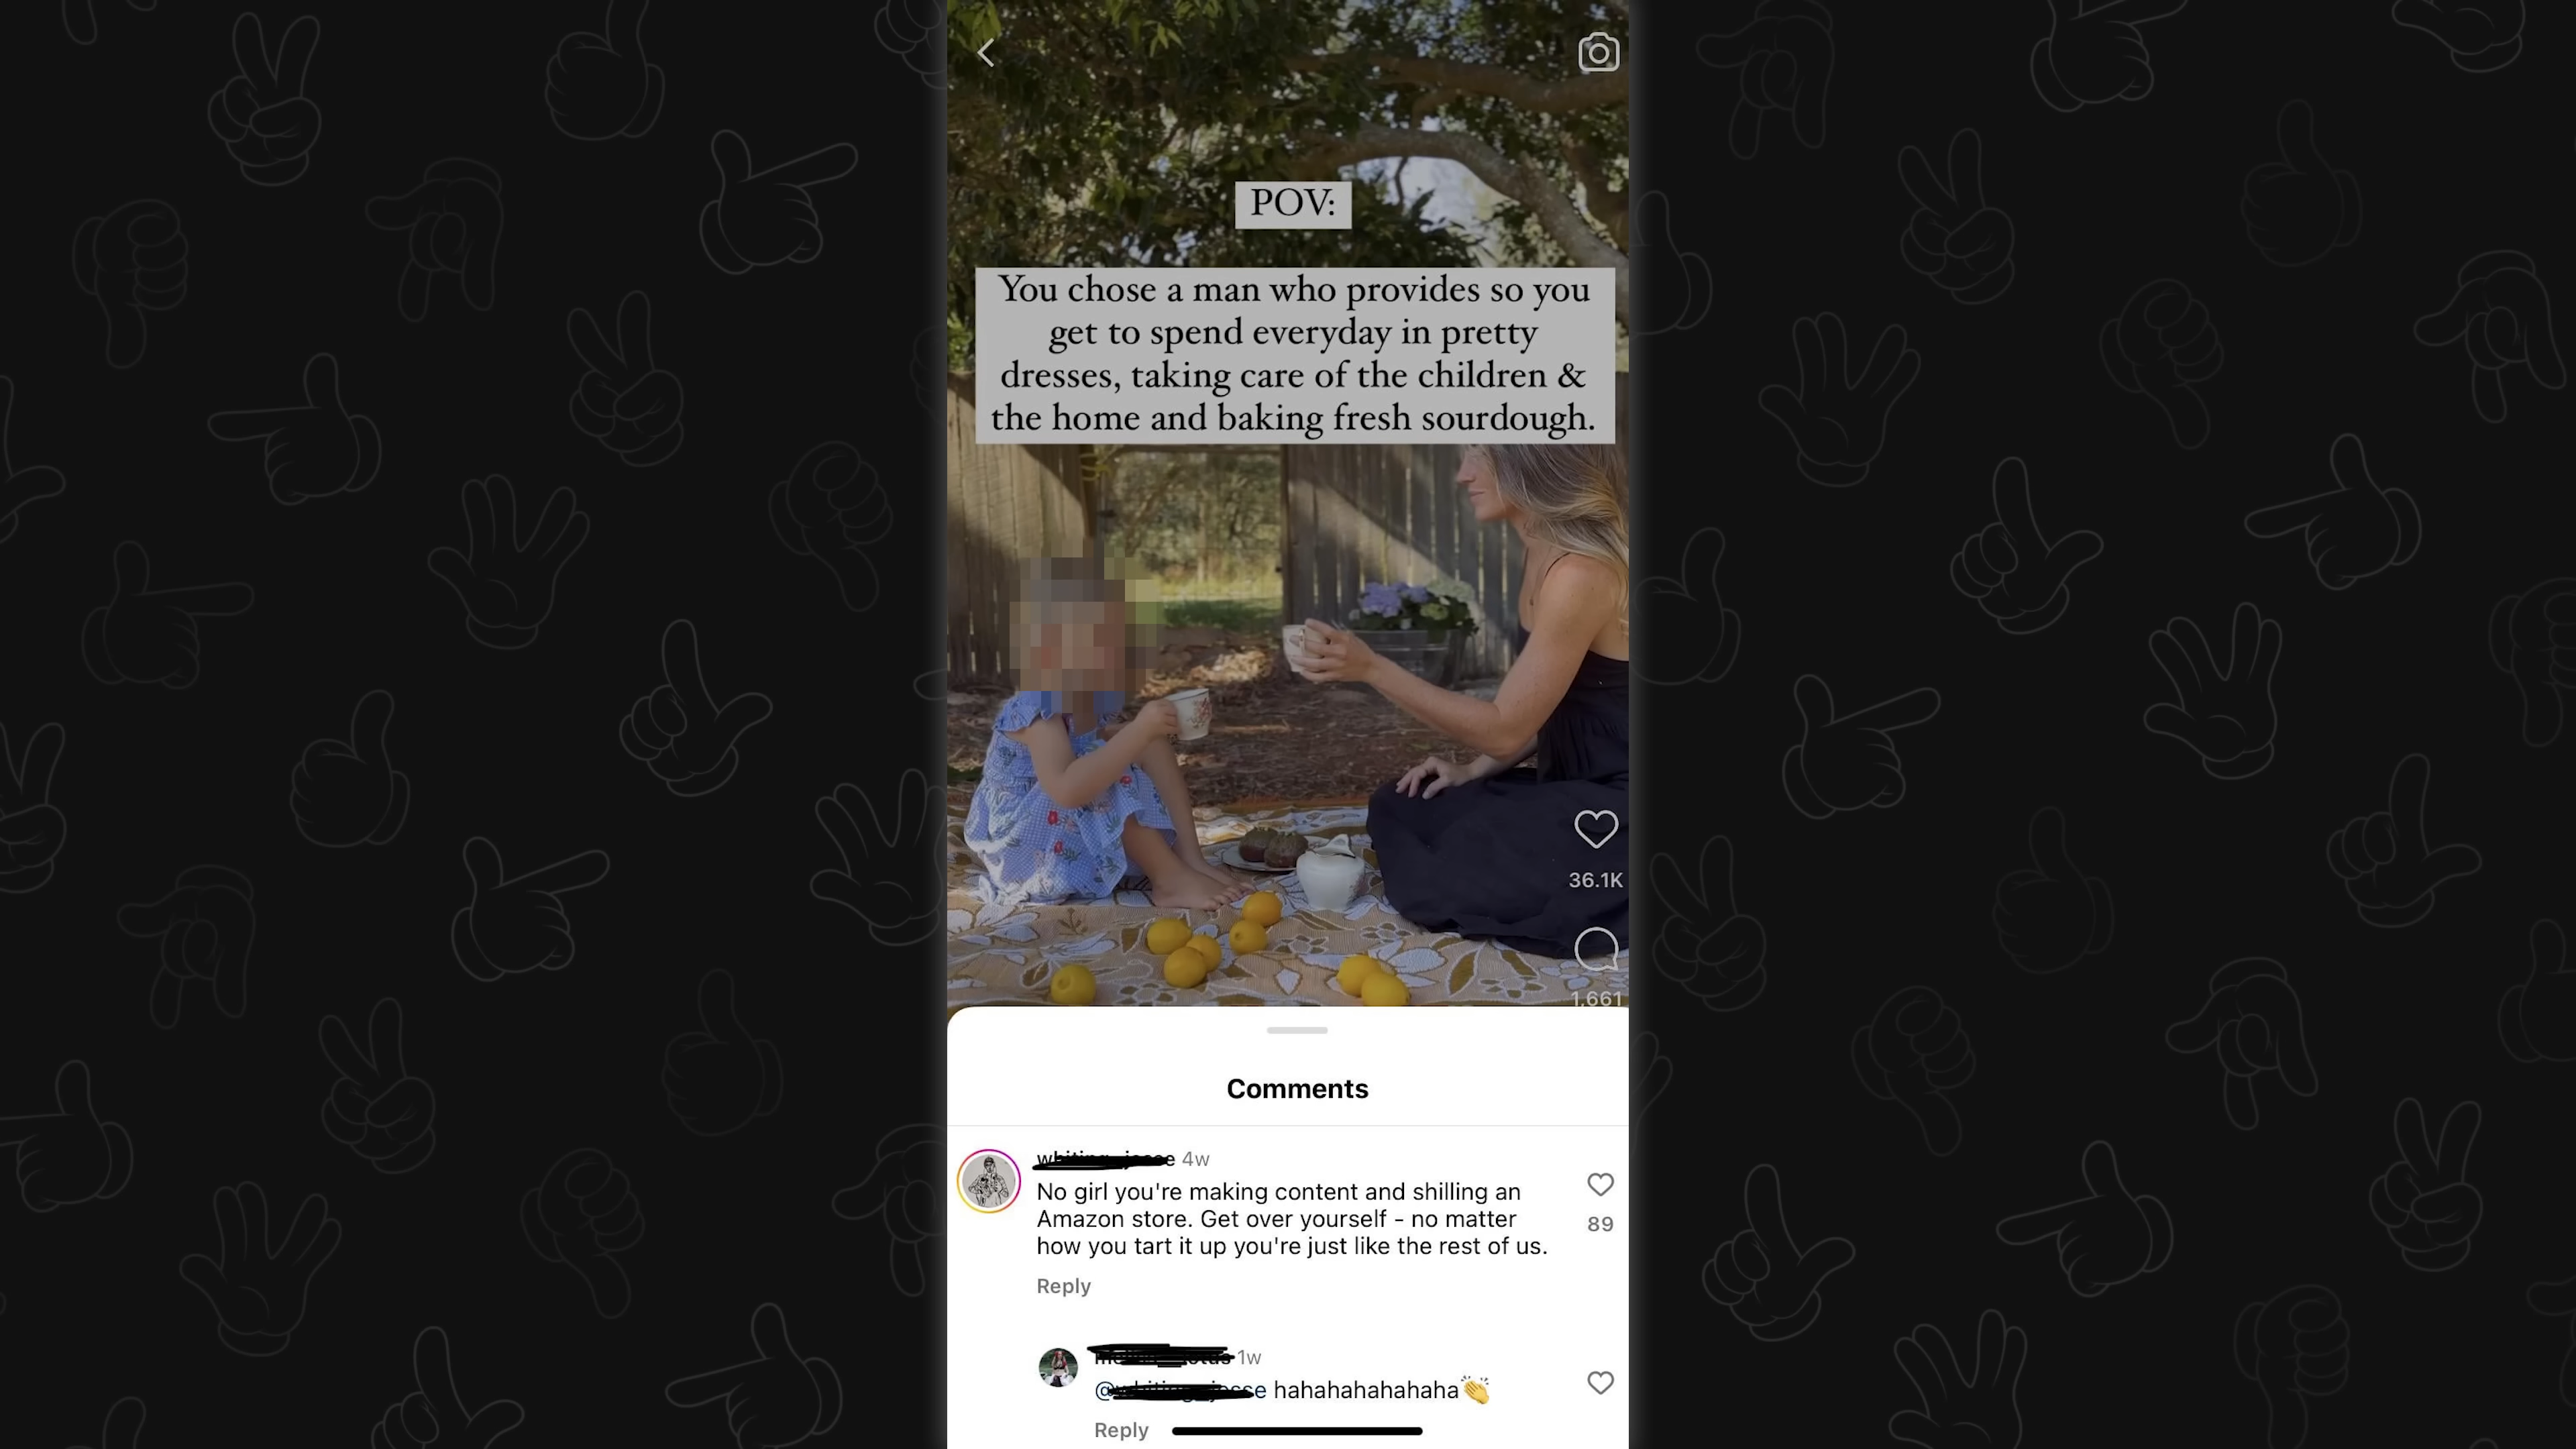 POV:
You chose a man who provides so you
get to spend everyday in pretty
dresses, taking care of the children &
the home and baking fresh sourdough.
36.1K
1,661
Comments
4w
No girl you're making content and shilling an
Amazon store. Get over yourself - no matter
how you tart it up you're just like the rest of us.
89
Reply
1w
hahahahahahaha👏
Reply